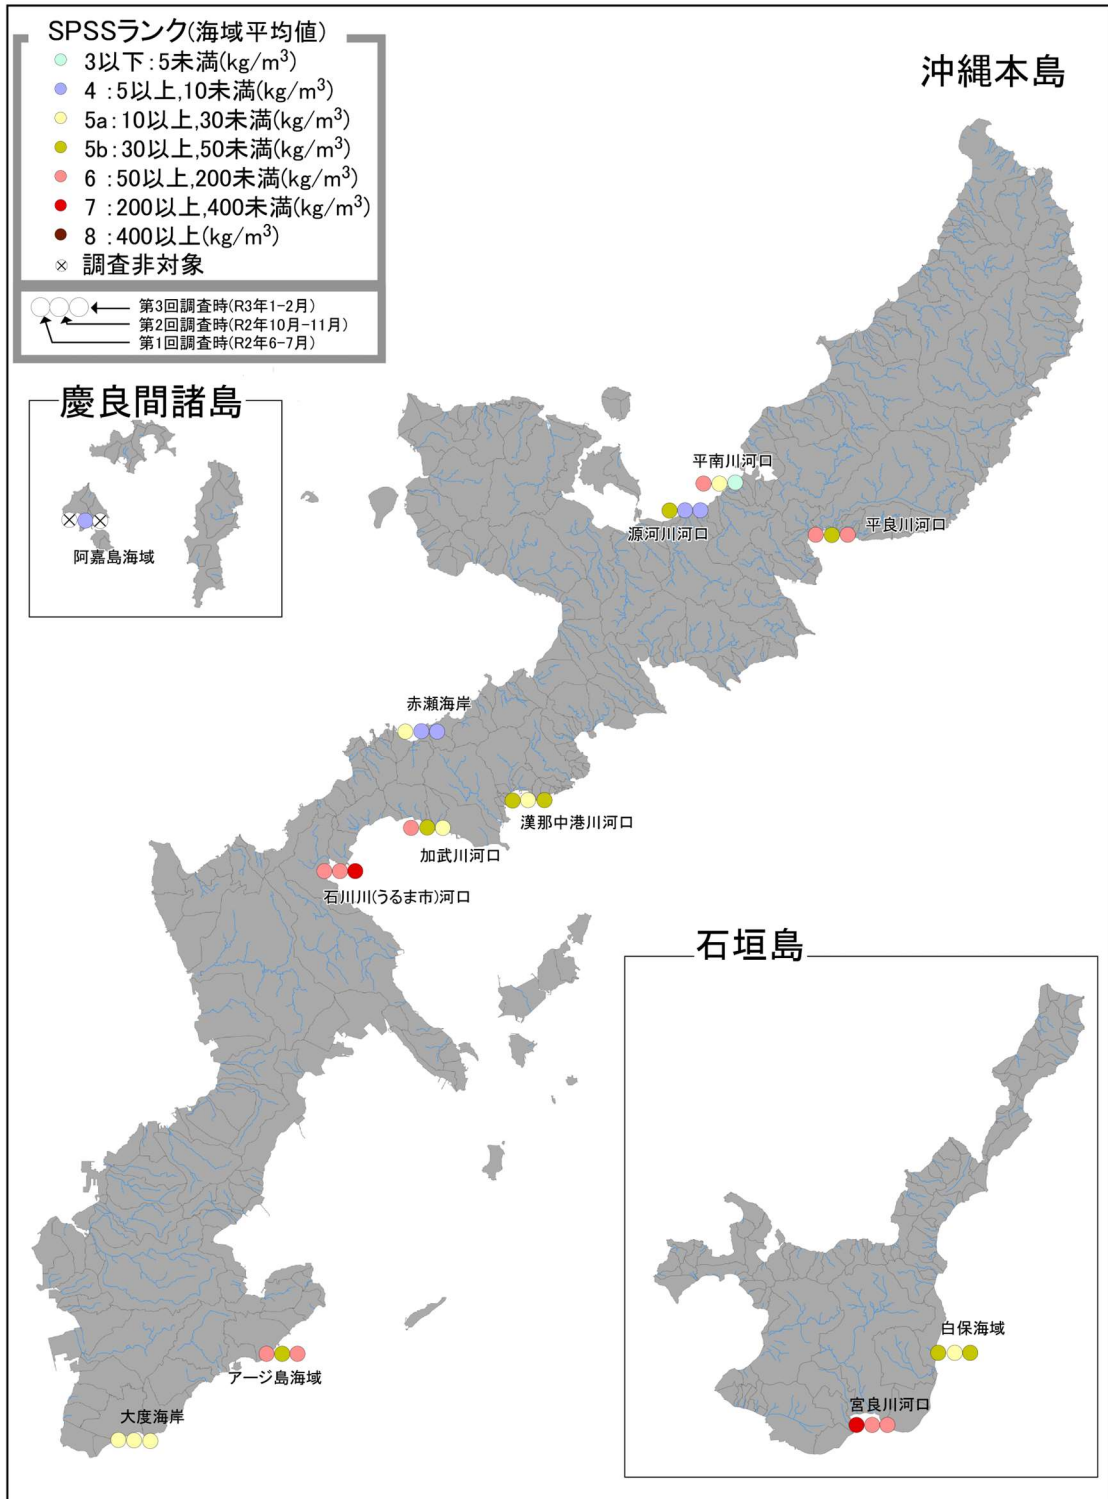 SPSSランク(海域平均値)
3以下:5未満(kg/m³)
4 :5以上,10未満(kg/m³)
5a:10以上,30未満(kg/m³)
5b:30以上,50未満(kg/m³)
6 :50以上,200未満(kg/m³)
7 :200以上,400未満(kg/m³)
8 :400以上(kg/m³)
調査非対象
第3回調査時(R3年1-2月)
第2回調査時(R2年10月-11月)
第1回調査時(R2年6-7月)
沖縄本島
慶良間諸島
阿嘉島海域
平南川河口
源河川河口
平良川河口
赤瀬海岸
漢那中港川河口
加武川河口
石川川(うるま市)河口
石垣島
白保海域
宮良川河口
アージ島海域
大度海岸